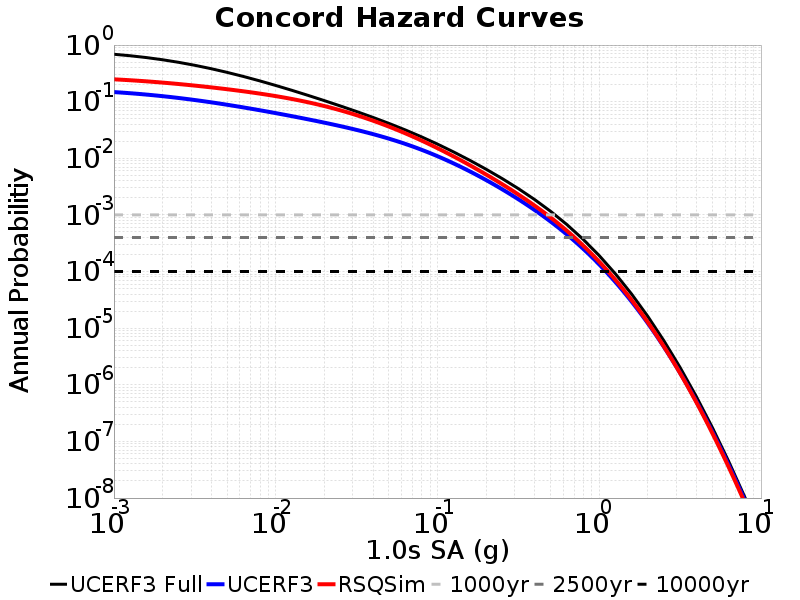 Concord Hazard Curves
Annual Probabilitiy
10^0
10^-1
10^-2
10^-3
10^-4
10^-5
10^-6
10^-7
10^-8
10^-3 10^-2 10^-1 10^0 10^1
1.0s SA (g)
UCERF3 Full UCERF3 RSQSim 1000yr 2500yr 10000yr